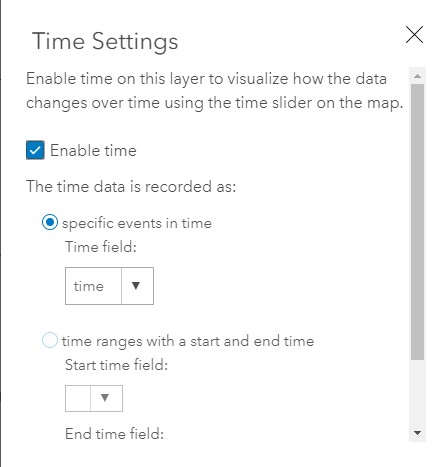 Time Settings
Enable time on this layer to visualize how the data
changes over time using the time slider on the map.
Enable time
The time data is recorded as:
specific events in time
Time field:
time
time ranges with a start and end time
Start time field:
End time field: